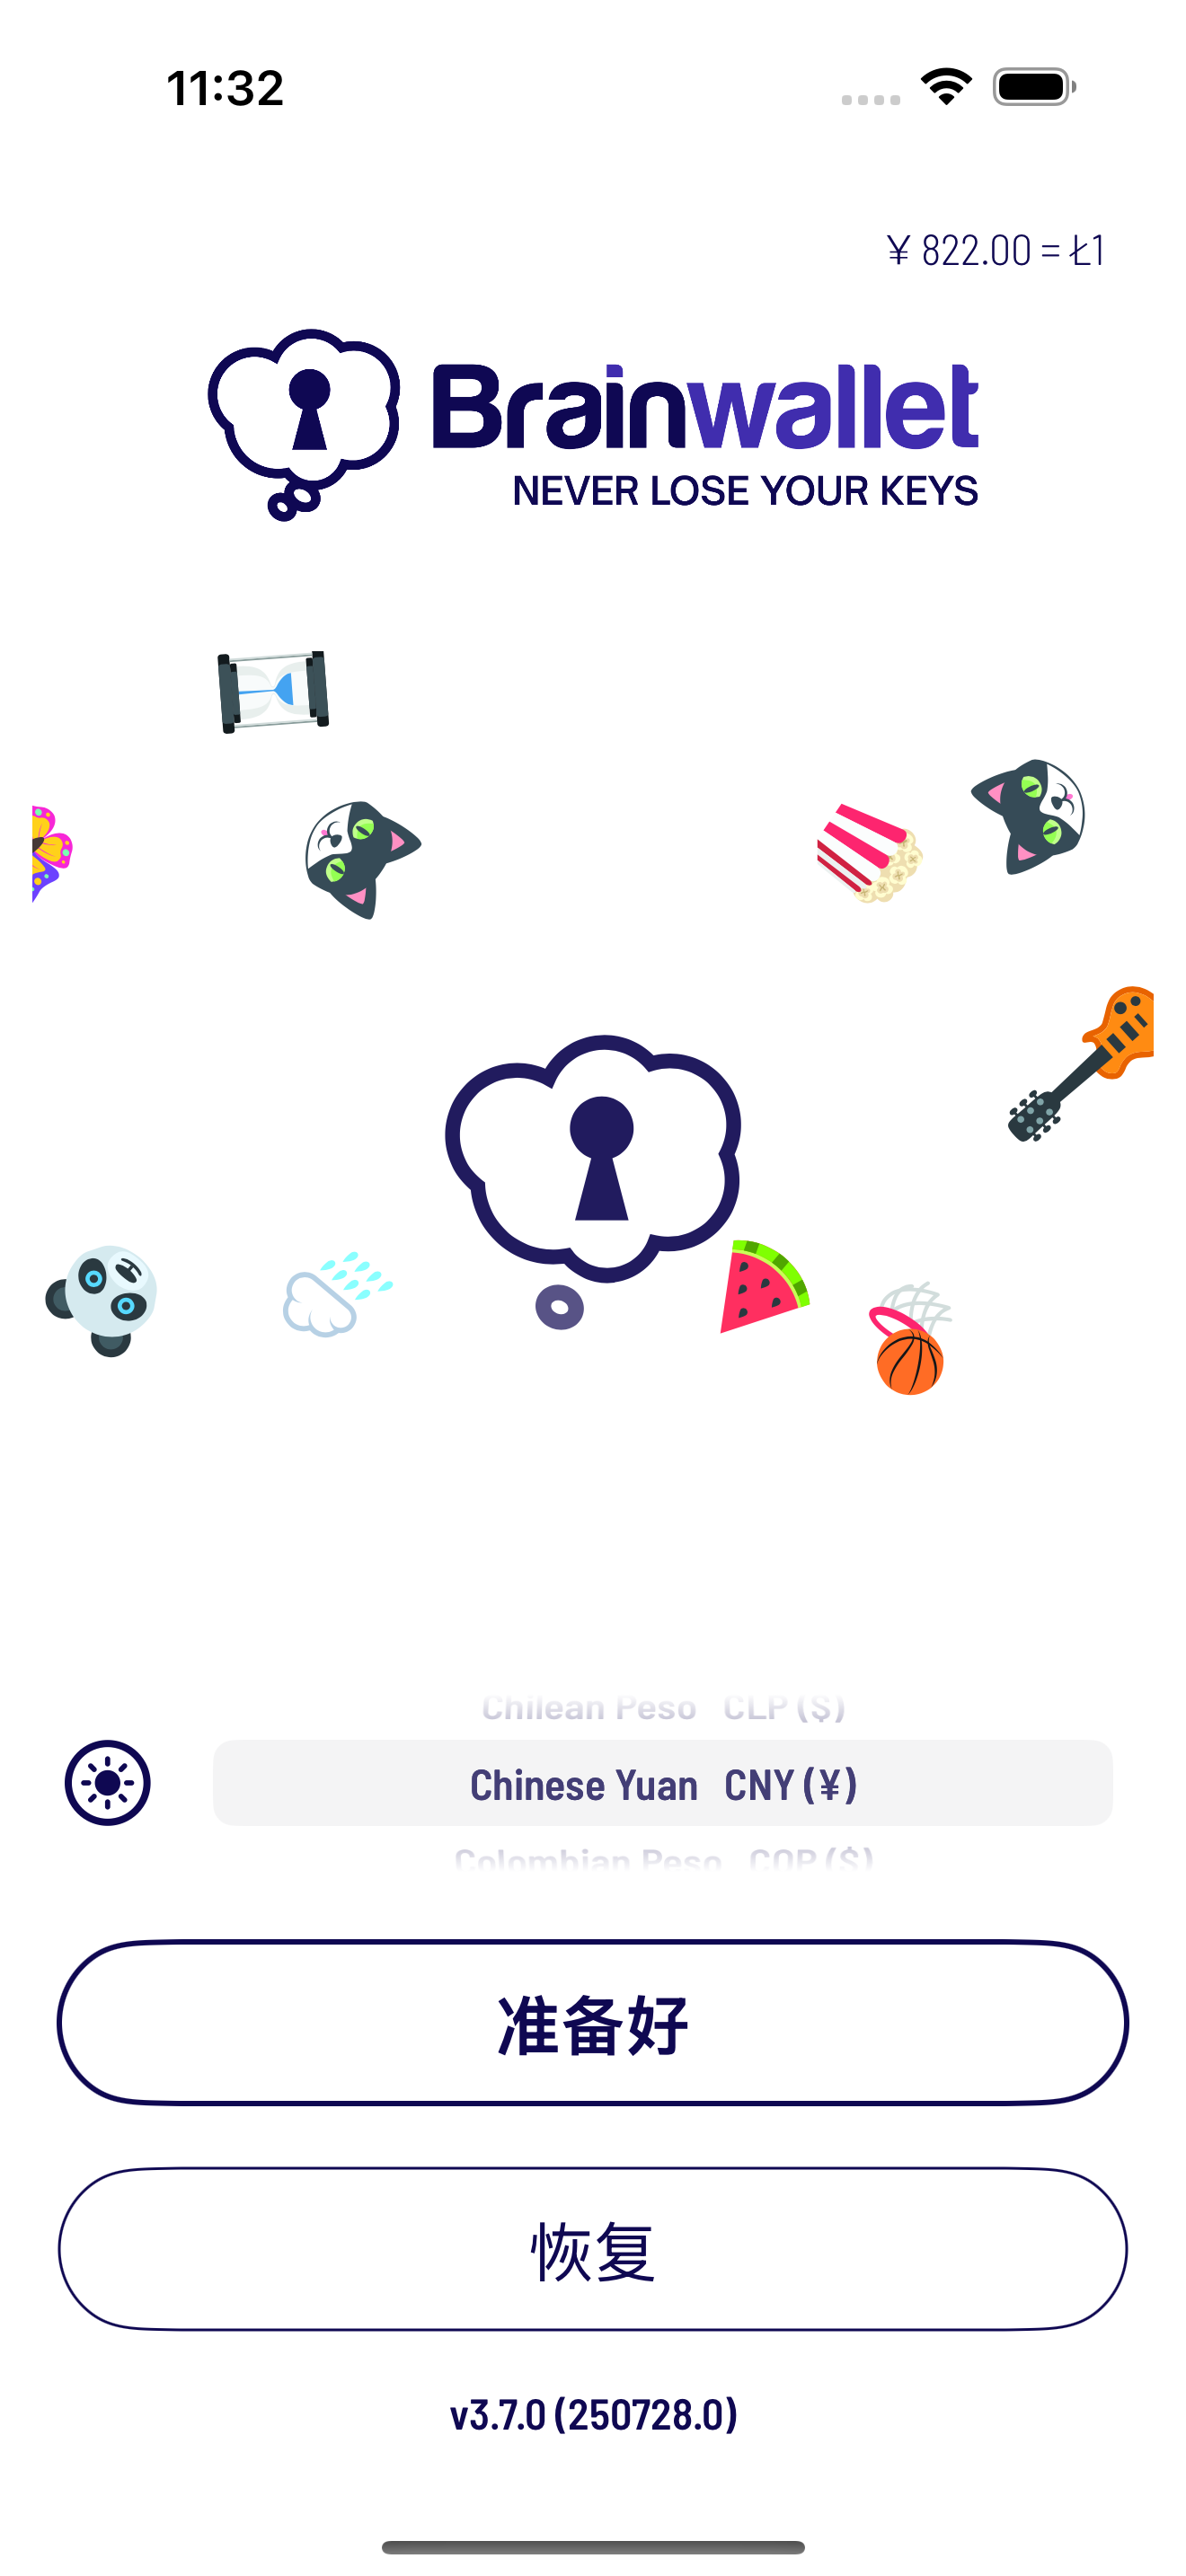 11:32
¥ 822.00 = Ł1
Brainwallet
NEVER LOSE YOUR KEYS
Chilean Peso CLP ($)
Chinese Yuan CNY (¥)
Colombian Peso COP ($)
准备好
恢复
v3.7.0 (250728.0)